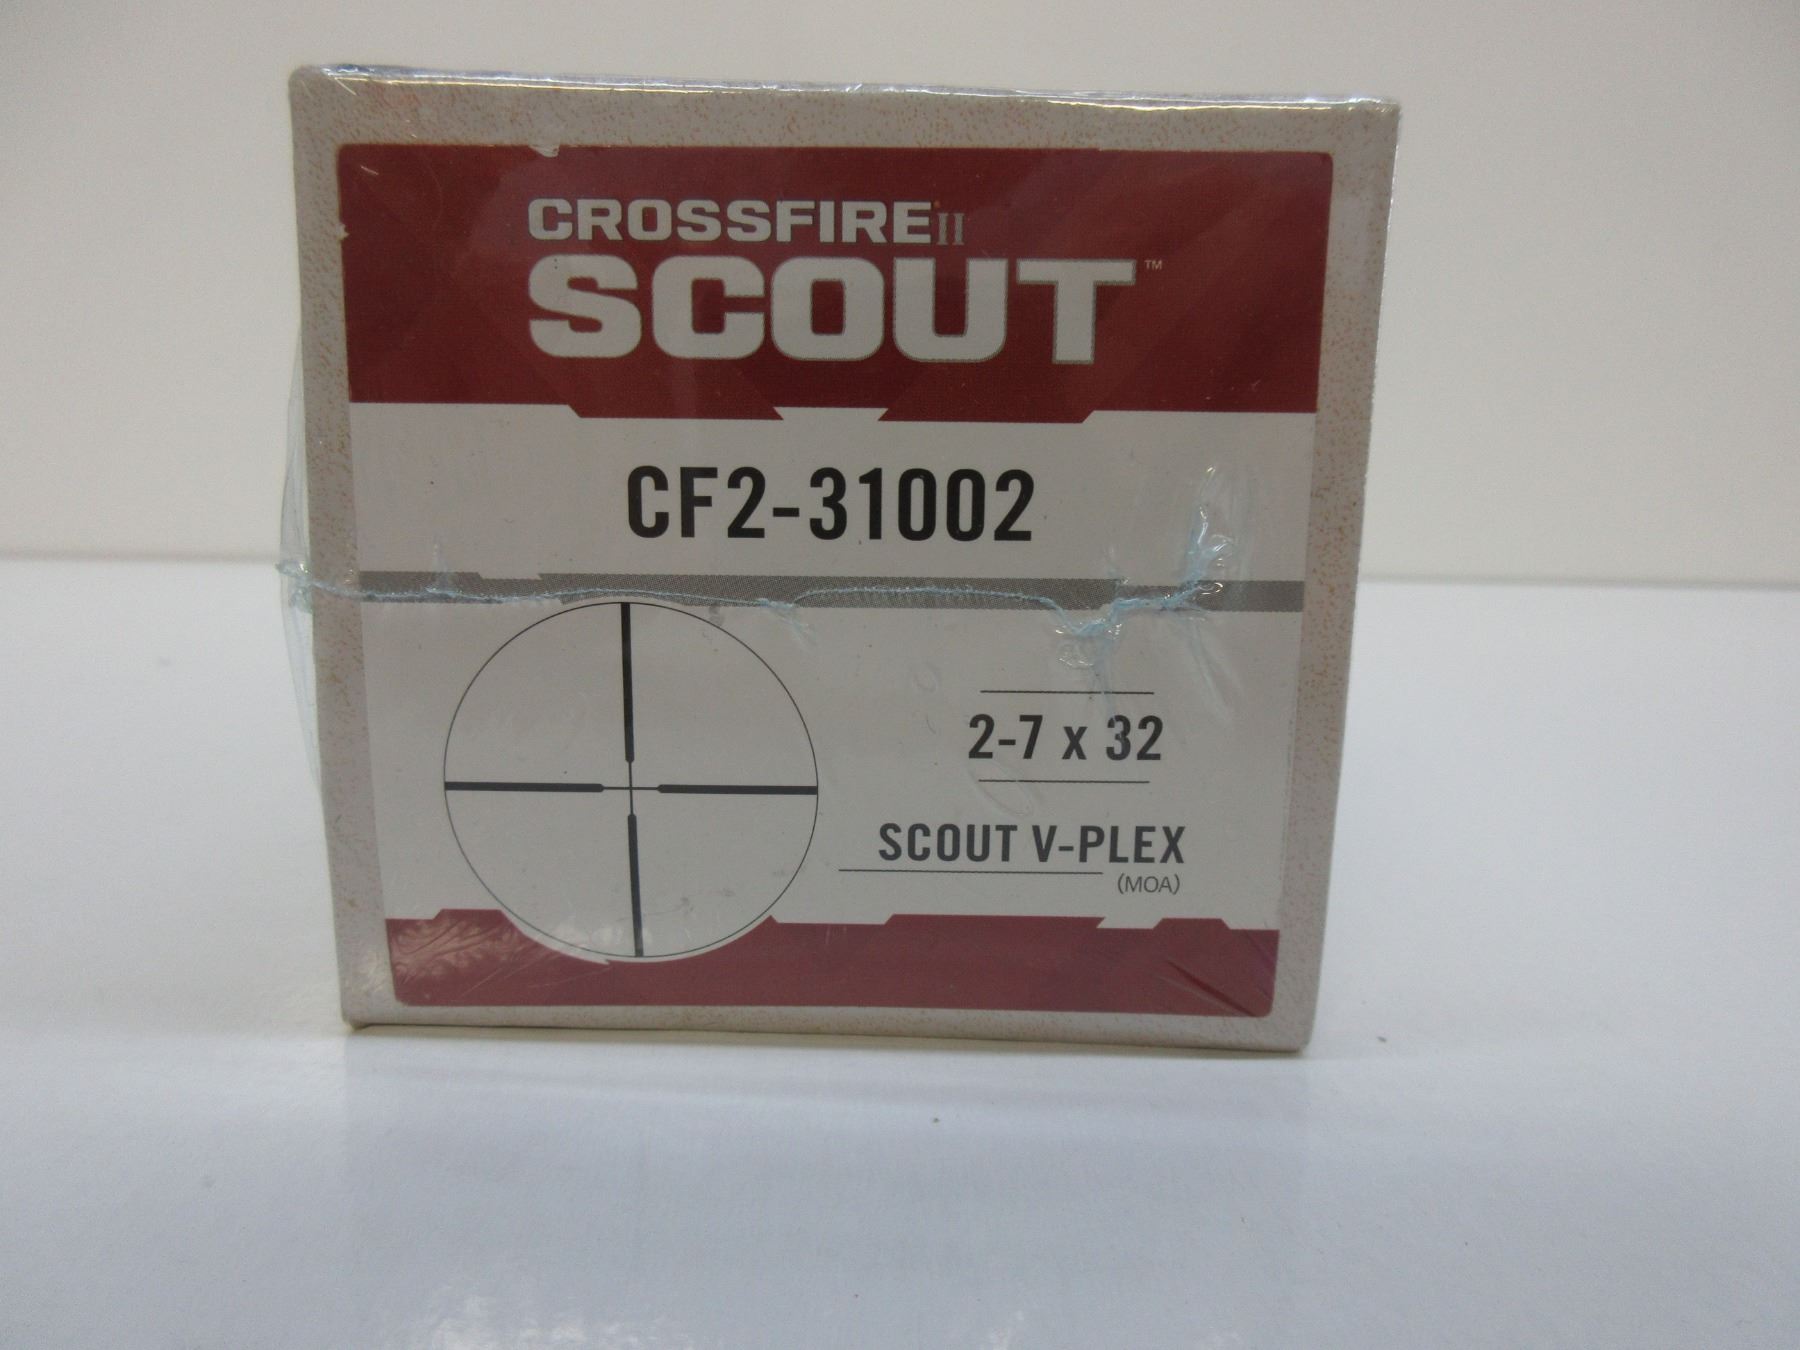 CROSSFIRE II
SCOUT™
CF2-31002
2-7 x 32
SCOUT V-PLEX
(MOA)